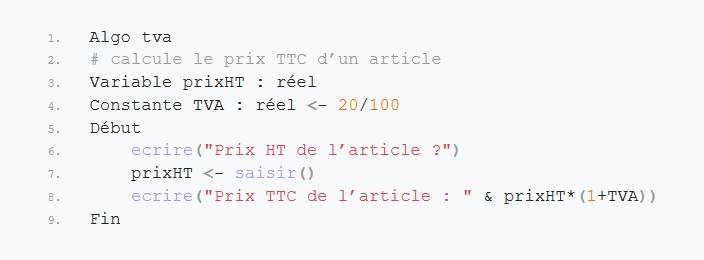 1. Algo tva
2. # calcule le prix TTC d’un article
3. Variable prixHT : réel
4. Constante TVA : réel <- 20/100
5. Début
6. ecrire("Prix HT de l’article ?")
7. prixHT <- saisir()
8. ecrire("Prix TTC de l’article : " & prixHT*(1+TVA))
9. Fin